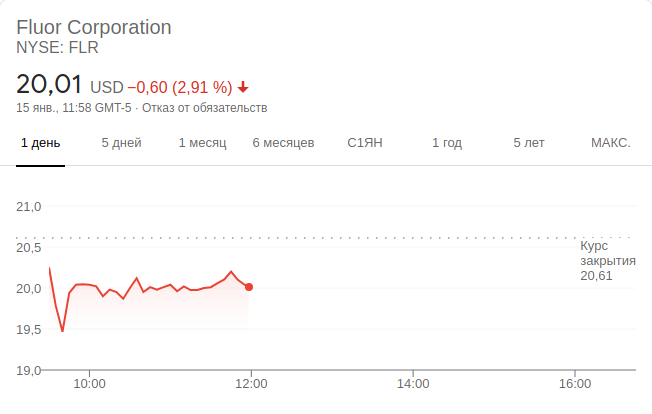 Fluor Corporation
NYSE: FLR
20,01 USD −0,60 (2,91 %)
15 янв., 11:58 GMT-5 · Отказ от обязательств
1 день 5 дней 1 месяц 6 месяцев С1ЯН 1 год 5 лет МАКС.
21,0
20,5
Курс
закрытия
20,61
20,0
19,5
19,0
10:00 12:00 14:00 16:00